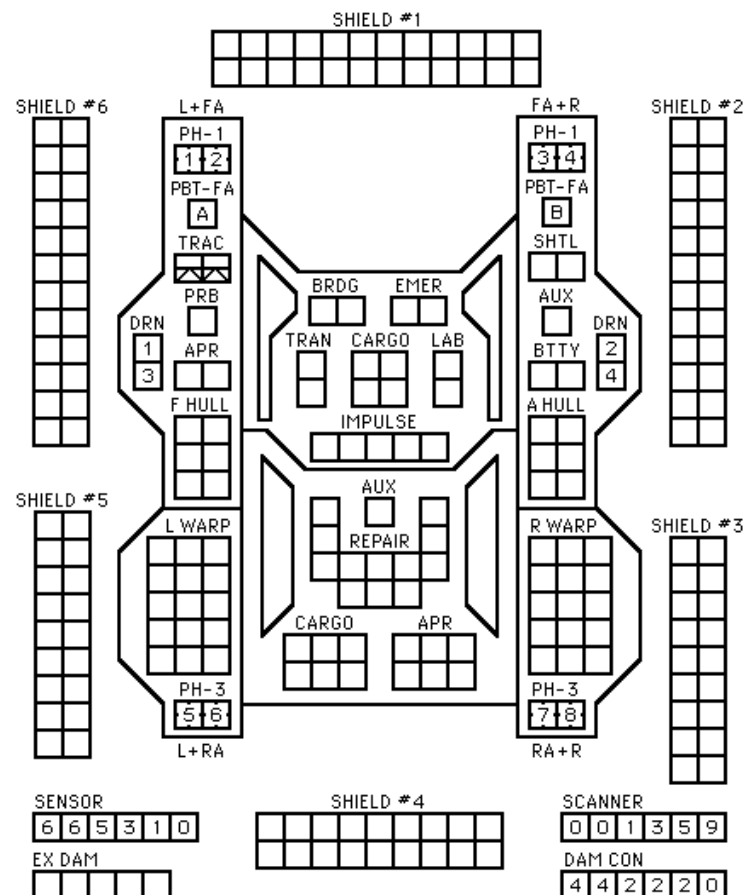 SHIELD #1
SHIELD #6
L+FA
FA+R
SHIELD #2
PH-1
1 2
PH-1
3 4
PBT-FA
A
PBT-FA
B
TRAC
SHTL
BRDG
EMER
PRB
AUX
DRN
1
3
DRN
2
4
TRAN
CARGO
LAB
APR
BTTY
F HULL
A HULL
IMPULSE
SHIELD #5
AUX
L WARP
REPAIR
R WARP
SHIELD #3
CARGO
APR
PH-3
5 6
PH-3
7 8
L+RA
RA+R
SENSOR
6 6 5 3 1 0
SHIELD #4
SCANNER
0 0 1 3 5 9
EX DAM
DAM CON
4 4 2 2 2 0